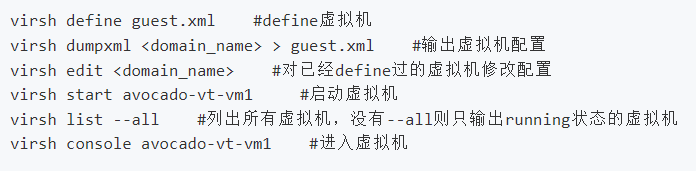 virsh define guest.xml    #define虚拟机
virsh dumpxml <domain_name> > guest.xml    #输出虚拟机配置
virsh edit <domain_name>    #对已经define过的虚拟机修改配置
virsh start avocado-vt-vm1     #启动虚拟机
virsh list --all    #列出所有虚拟机，没有--all则只输出running状态的虚拟机
virsh console avocado-vt-vm1    #进入虚拟机